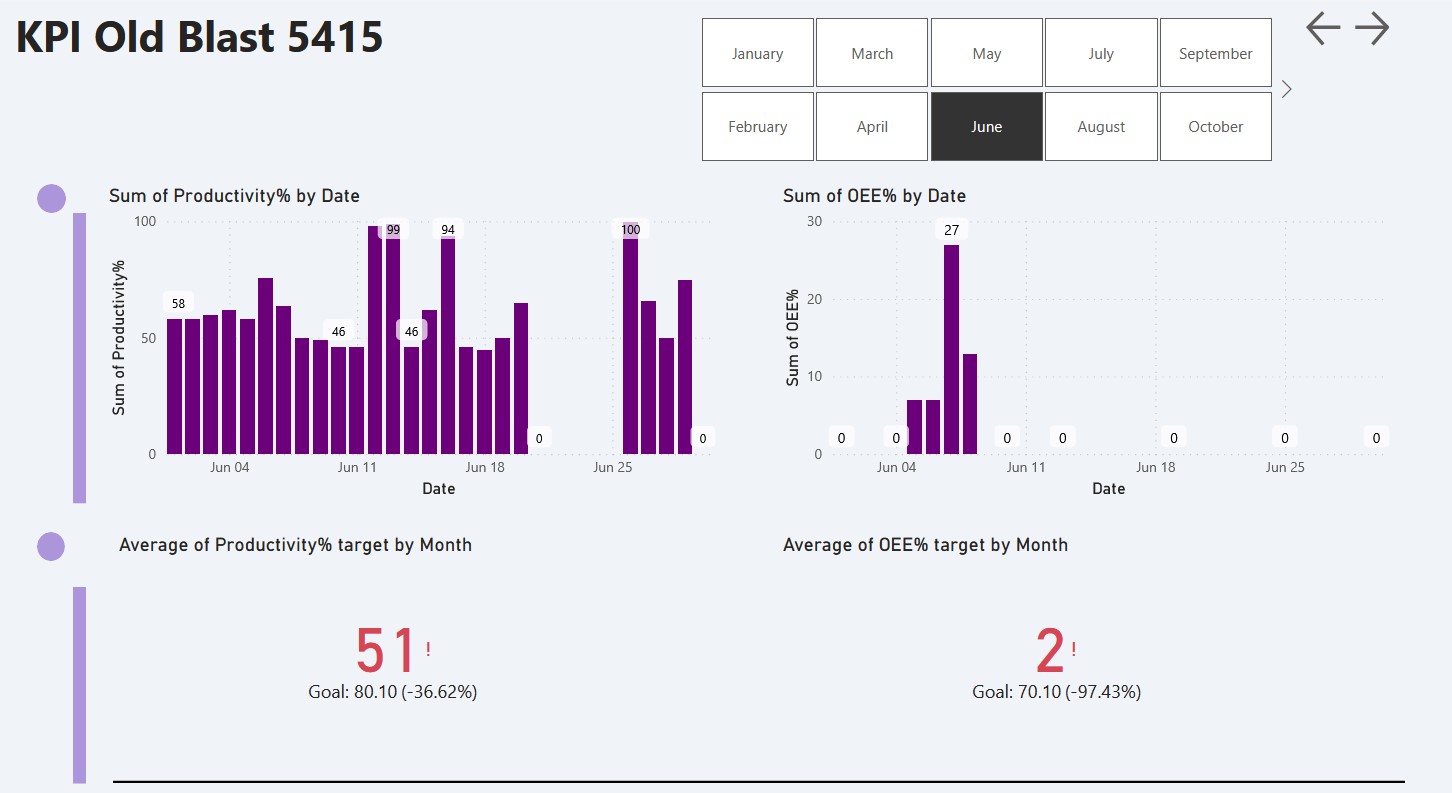 KPI Old Blast 5415
January
March
May
July
September
February
April
June
August
October
Sum of Productivity% by Date
Sum of Productivity%
100
50
0
58
46
99
46
94
0
100
0
Jun 04
Jun 11
Jun 18
Jun 25
Date
Sum of OEE% by Date
Sum of OEE%
30
20
10
0
0
0
27
0
0
0
0
0
Jun 04
Jun 11
Jun 18
Jun 25
Date
Average of Productivity% target by Month
51 !
Goal: 80.10 (-36.62%)
Average of OEE% target by Month
2 !
Goal: 70.10 (-97.43%)